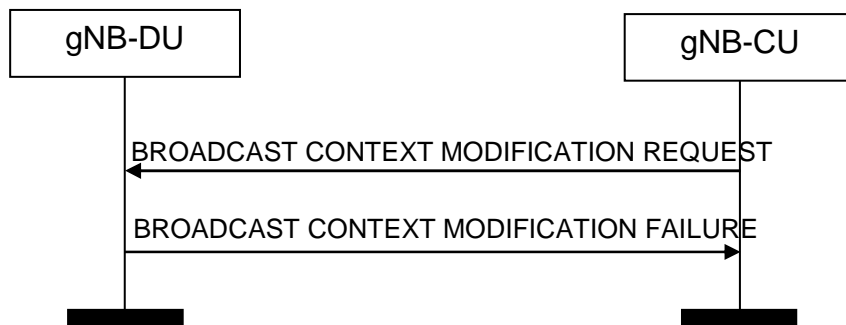 gNB-DU
gNB-CU
BROADCAST CONTEXT MODIFICATION REQUEST
BROADCAST CONTEXT MODIFICATION FAILURE